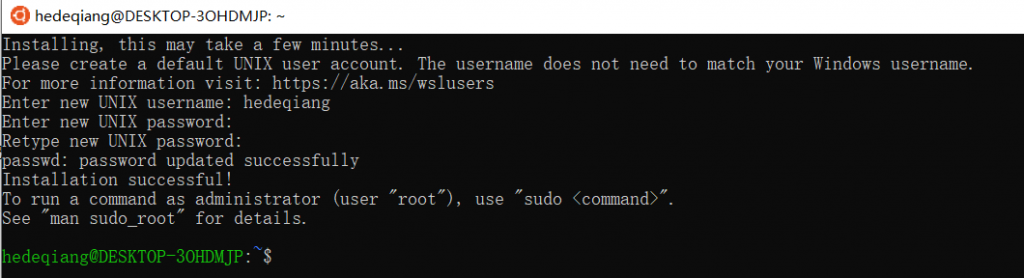 hedeqiang@DESKTOP-3OHDMJP: ~
Installing, this may take a few minutes...
Please create a default UNIX user account. The username does not need to match your Windows username.
For more information visit: https://aka.ms/wslusers
Enter new UNIX username: hedeqiang
Enter new UNIX password:
Retype new UNIX password:
passwd: password updated successfully
Installation successful!
To run a command as administrator (user "root"), use "sudo <command>".
See "man sudo_root" for details.
hedeqiang@DESKTOP-3OHDMJP:~$